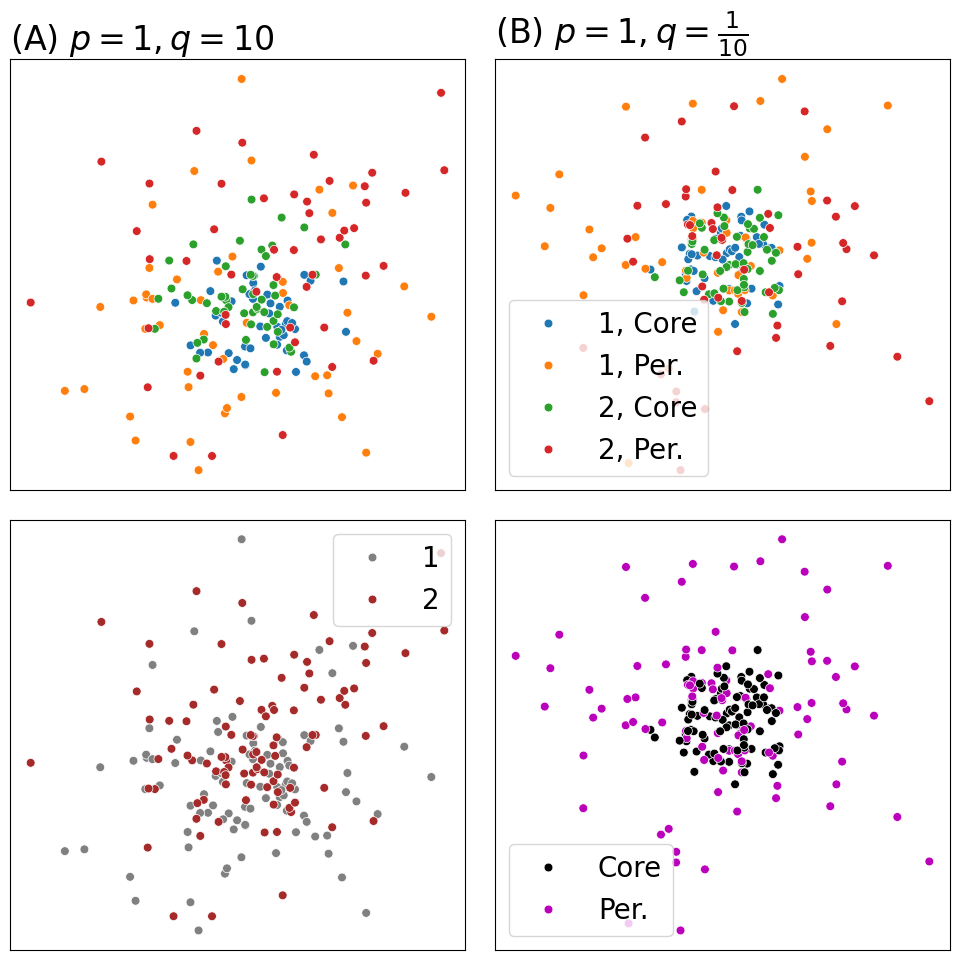 (A) p = 1, q = 10
(B) p = 1, q = 1/10
1, Core
1, Per.
2, Core
2, Per.
1
2
Core
Per.